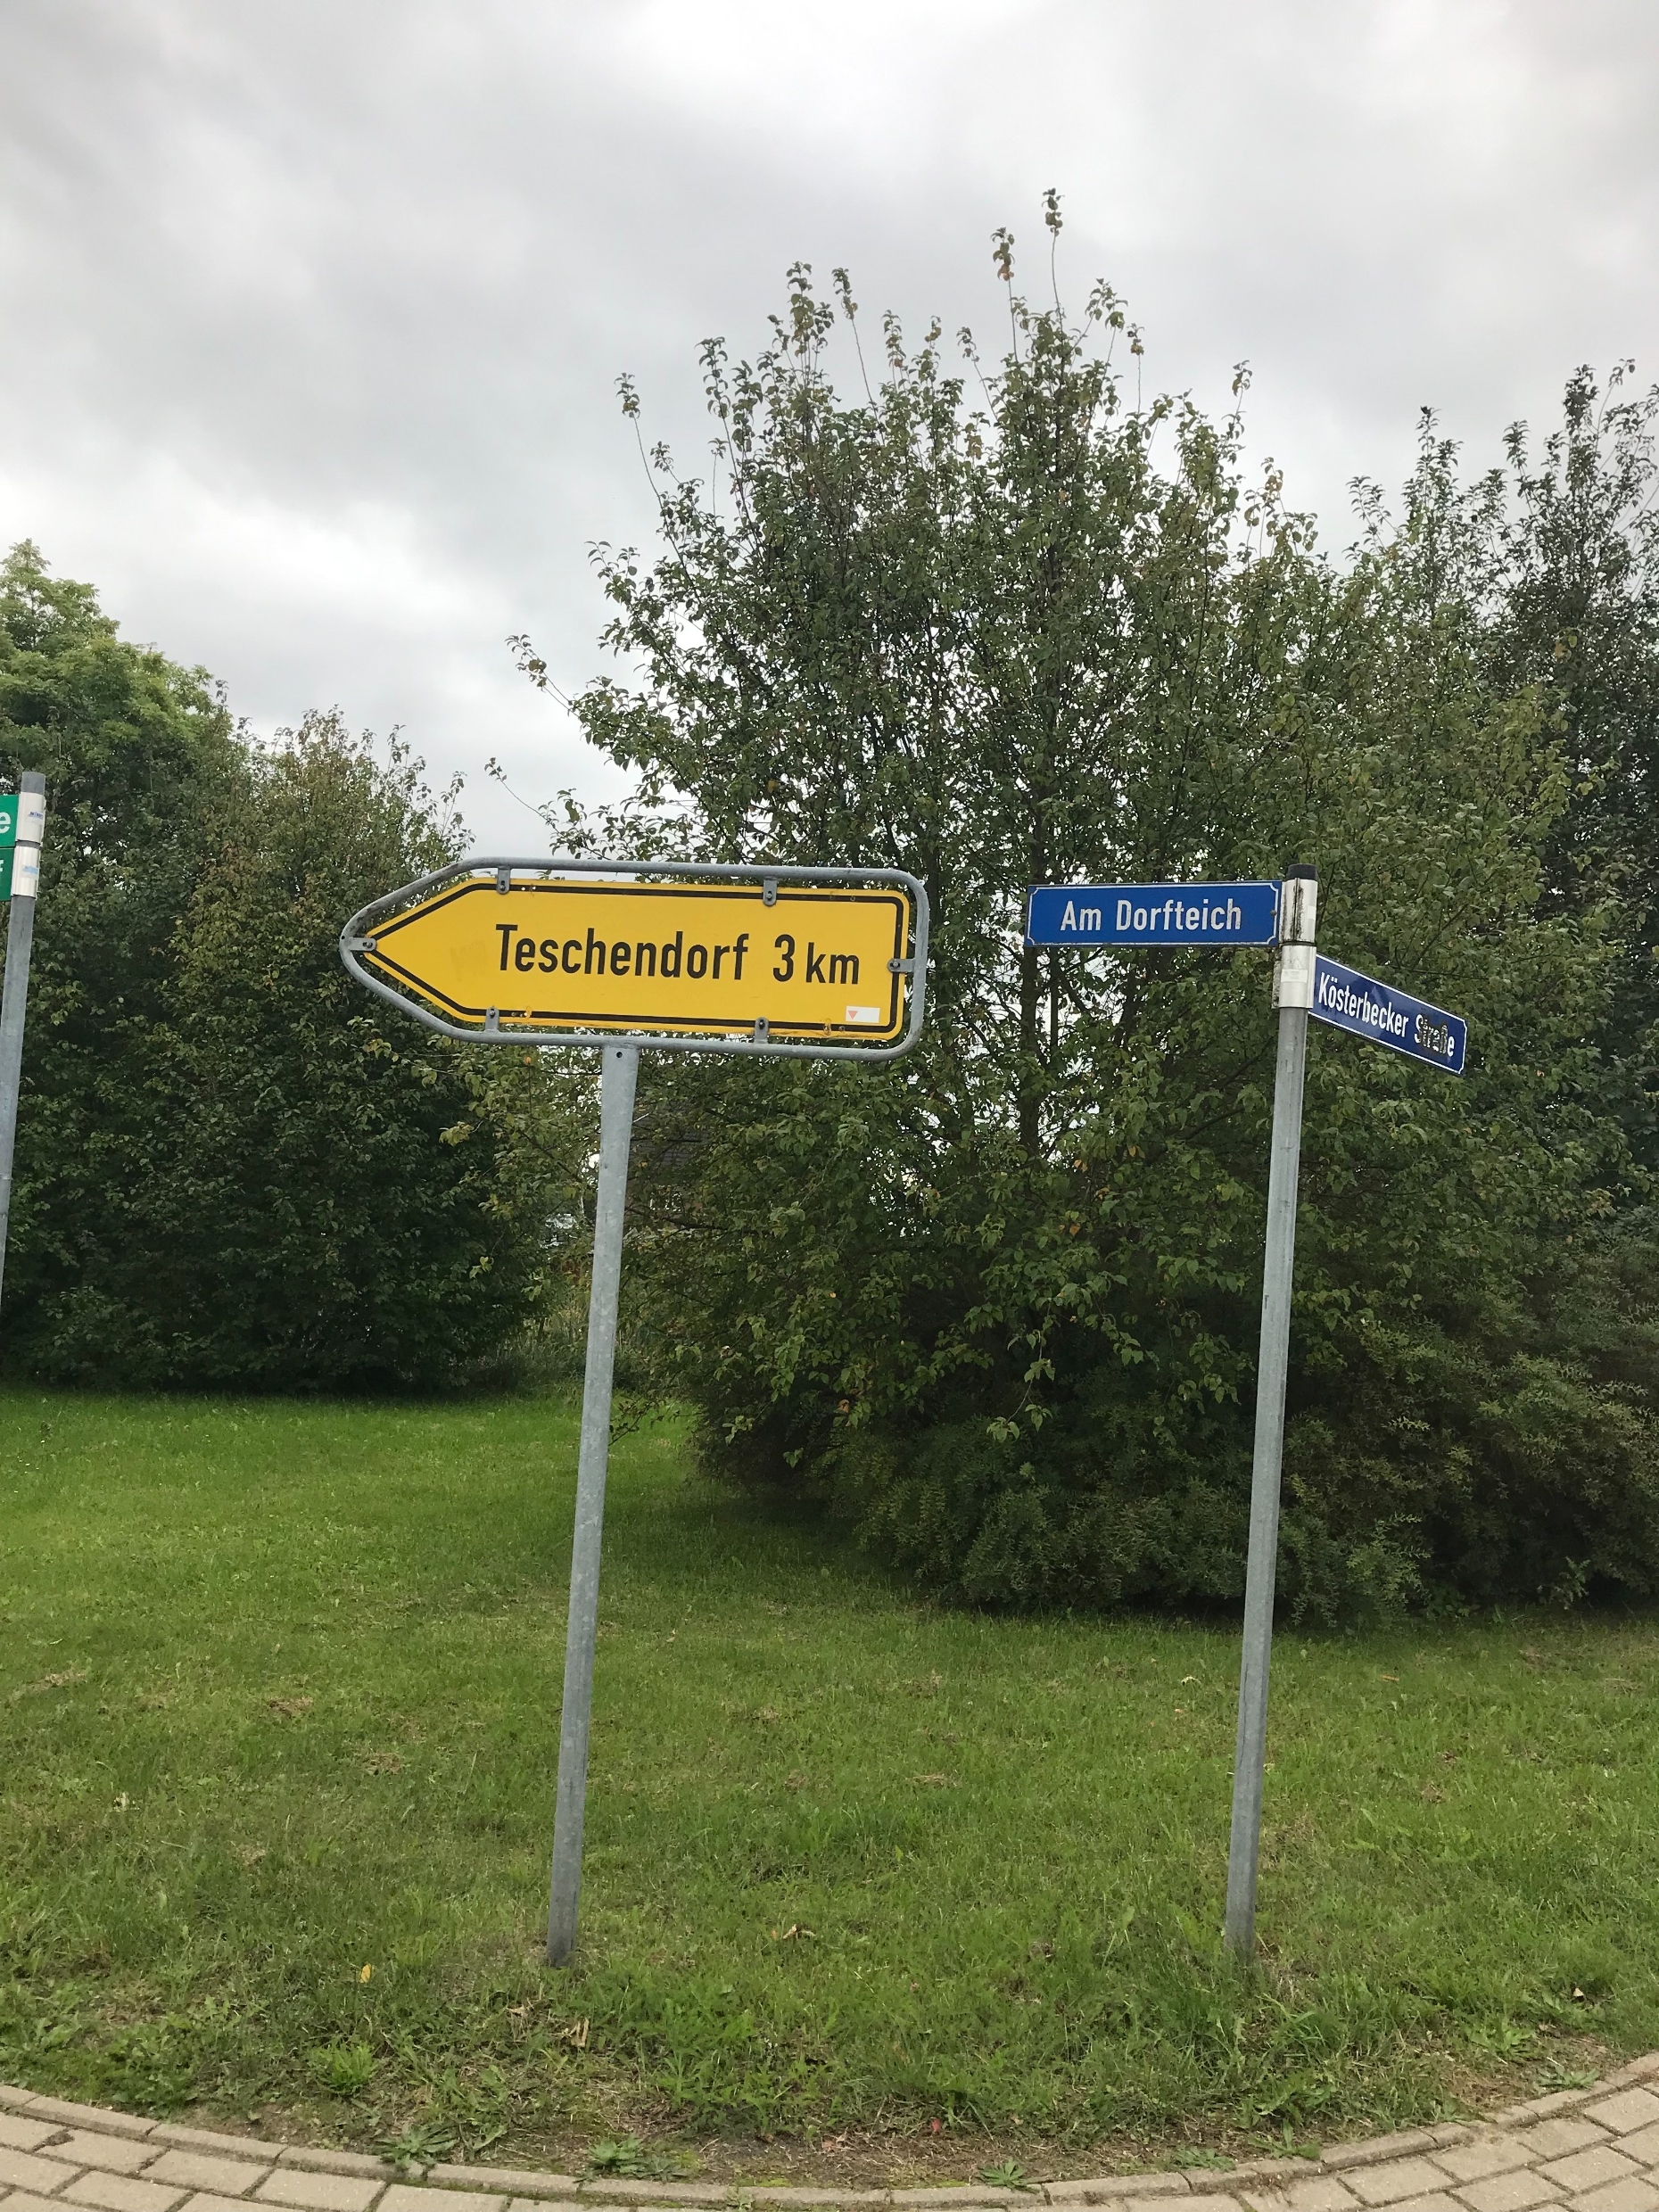 Teschendorf 3 km
Am Dorfteich
Kösterbecker Straße